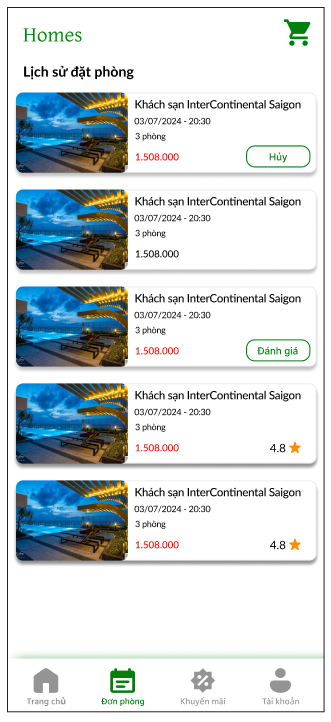 Homes
Lịch sử đặt phòng
Khách sạn InterContinental Saigon
03/07/2024 - 20:30
3 phòng
1.508.000
Hủy
Khách sạn InterContinental Saigon
03/07/2024 - 20:30
3 phòng
1.508.000
Khách sạn InterContinental Saigon
03/07/2024 - 20:30
3 phòng
1.508.000
Đánh giá
Khách sạn InterContinental Saigon
03/07/2024 - 20:30
3 phòng
1.508.000
4.8
Khách sạn InterContinental Saigon
03/07/2024 - 20:30
3 phòng
1.508.000
4.8
Trang chủ
Đơn phòng
Khuyến mãi
Tài khoản